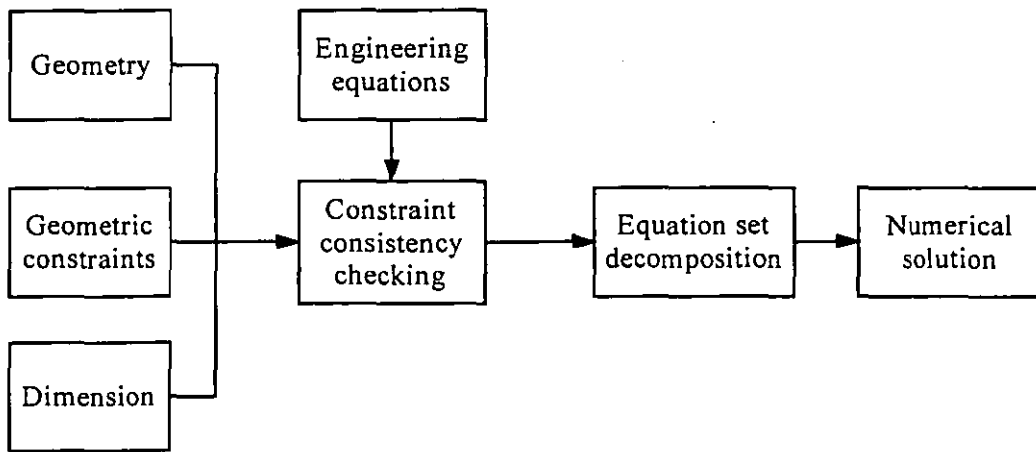 Geometry
Engineering
equations
Geometric
constraints
Constraint
consistency
checking
Equation set
decomposition
Numerical
solution
Dimension